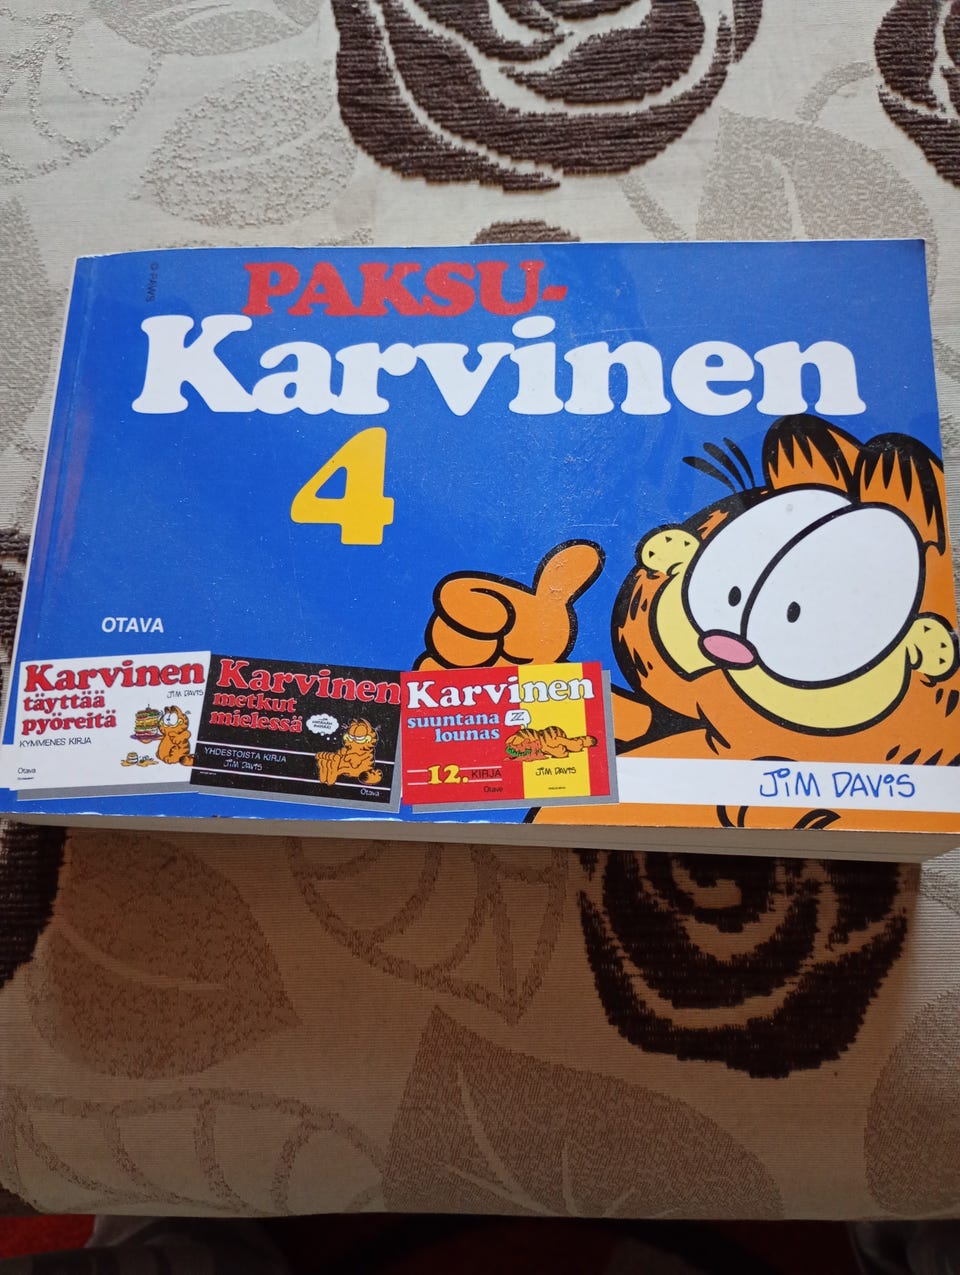 © PAWS
PAKSU-
Karvinen
4
OTAVA
Karvinen
täyttää
pyöreitä
JIM DAVIS
KYMMENES KIRJA
Otava
Karvinen
metkut
mielessä
YHDESTOISTA KIRJA
JIM DAVIS
Otava
Karvinen
suuntana
lounas
Z
12. KIRJA
JIM DAVIS
Otava
JIM DAVIS